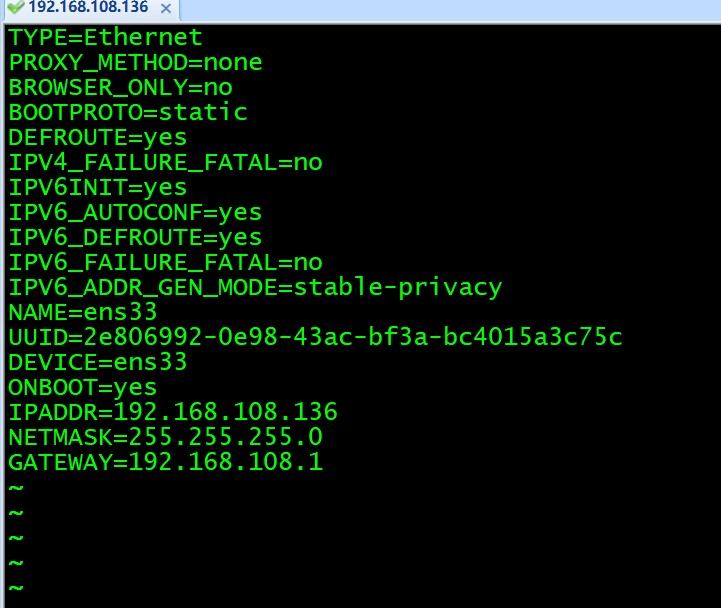 192.168.108.136 ×
TYPE=Ethernet
PROXY_METHOD=none
BROWSER_ONLY=no
BOOTPROTO=static
DEFROUTE=yes
IPV4_FAILURE_FATAL=no
IPV6INIT=yes
IPV6_AUTOCONF=yes
IPV6_DEFROUTE=yes
IPV6_FAILURE_FATAL=no
IPV6_ADDR_GEN_MODE=stable-privacy
NAME=ens33
UUID=2e806992-0e98-43ac-bf3a-bc4015a3c75c
DEVICE=ens33
ONBOOT=yes
IPADDR=192.168.108.136
NETMASK=255.255.255.0
GATEWAY=192.168.108.1
~
~
~
~
~